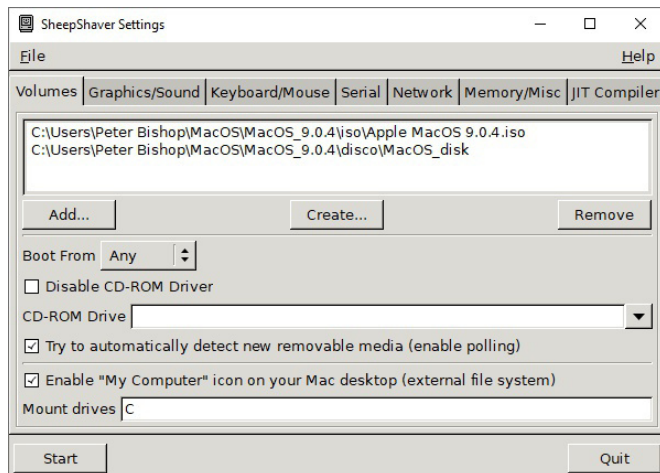 SheepShaver Settings
File Help
Volumes Graphics/Sound Keyboard/Mouse Serial Network Memory/Misc JIT Compiler
C:\Users\Peter Bishop\MacOS\MacOS_9.0.4\iso\Apple MacOS 9.0.4.iso
C:\Users\Peter Bishop\MacOS\MacOS_9.0.4\disco\MacOS_disk
Add... Create... Remove
Boot From Any
Disable CD-ROM Driver
CD-ROM Drive
Try to automatically detect new removable media (enable polling)
Enable "My Computer" icon on your Mac desktop (external file system)
Mount drives C
Start Quit